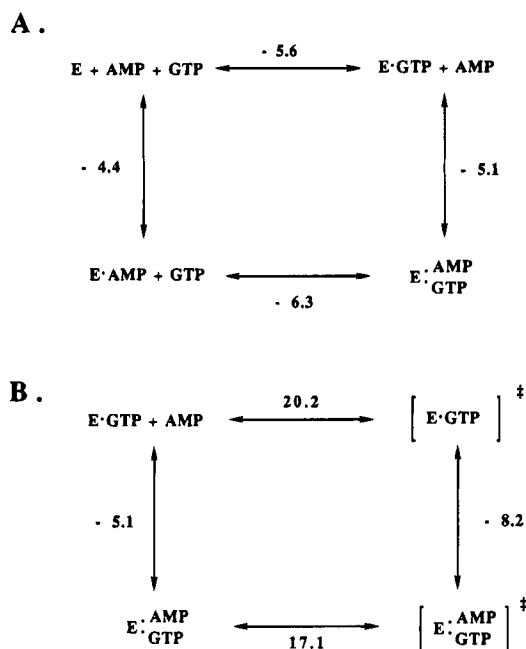 A .
- 5.6
E + AMP + GTP
E·GTP + AMP
- 4.4
- 5.1
E·AMP + GTP
E:AMP
GTP
- 6.3
B .
20.2
E·GTP + AMP
[ E·GTP ] ‡
- 5.1
- 8.2
E:AMP
GTP
[ E:AMP
GTP ] ‡
17.1